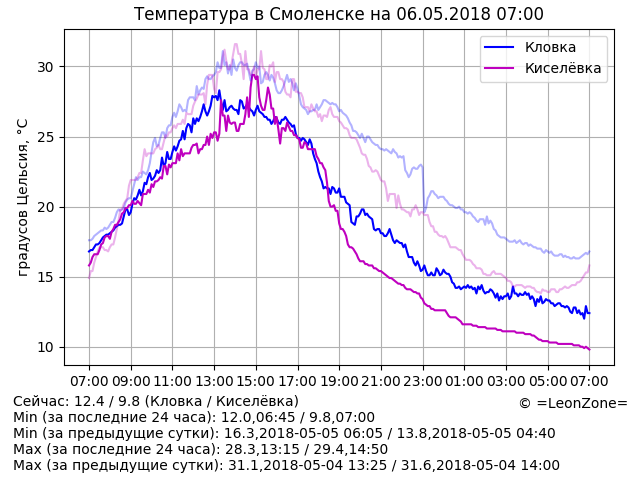 Температура в Смоленске на 06.05.2018 07:00
Кловка
Киселёвка
градусов Цельсия, °C
30
25
20
15
10
07:00 09:00 11:00 13:00 15:00 17:00 19:00 21:00 23:00 01:00 03:00 05:00 07:00
Сейчас: 12.4 / 9.8 (Кловка / Киселёвка)
© =LeonZone=
Min (за последние 24 часа): 12.0,06:45 / 9.8,07:00
Min (за предыдущие сутки): 16.3,2018-05-05 06:05 / 13.8,2018-05-05 04:40
Max (за последние 24 часа): 28.3,13:15 / 29.4,14:50
Max (за предыдущие сутки): 31.1,2018-05-04 13:25 / 31.6,2018-05-04 14:00